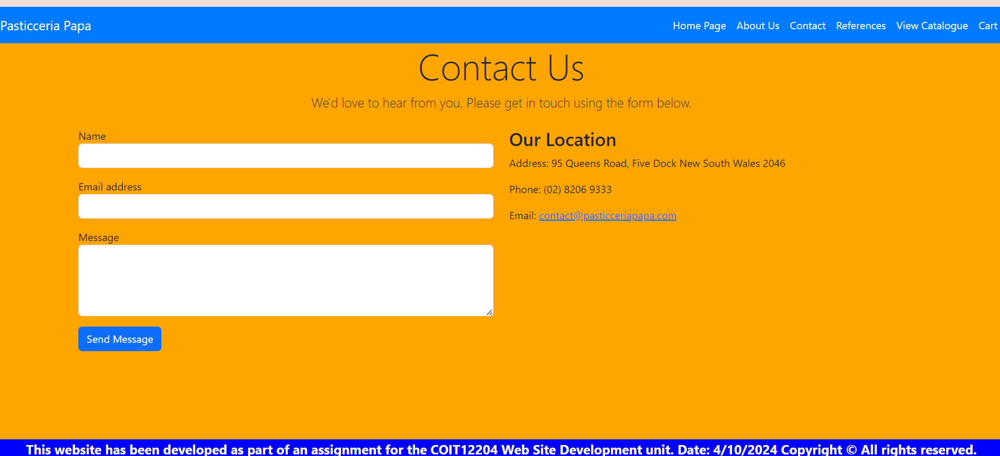 Pasticceria Papa
Home Page About Us Contact References View Catalogue Cart
Contact Us
We'd love to hear from you. Please get in touch using the form below.
Name
Email address
Message
Send Message
Our Location
Address: 95 Queens Road, Five Dock New South Wales 2046
Phone: (02) 8206 9333
Email: contact@pasticceriapapa.com
This website has been developed as part of an assignment for the COIT12204 Web Site Development unit. Date: 4/10/2024 Copyright © All rights reserved.